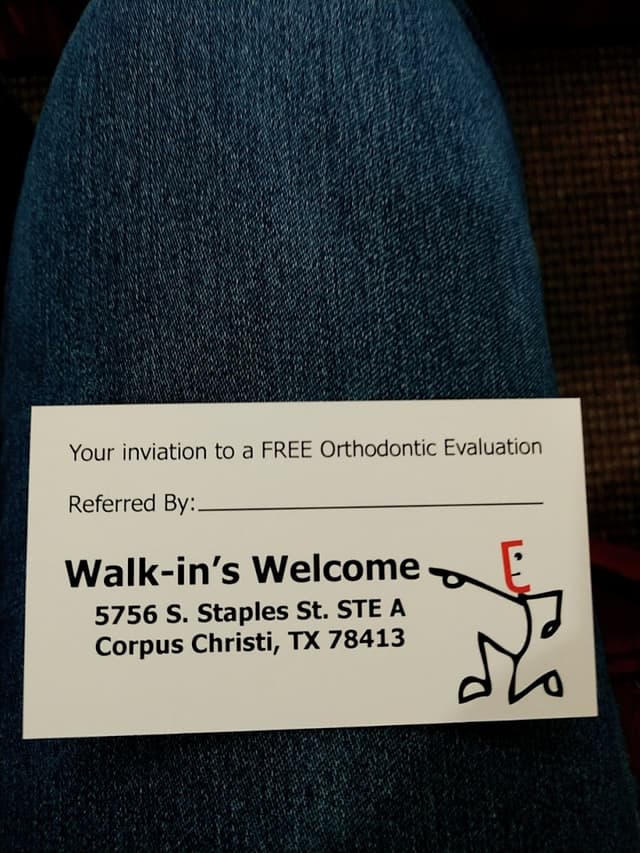 Your inviation to a FREE Orthodontic Evaluation
Referred By:
Walk-in's Welcome
5756 S. Staples St. STE A
Corpus Christi, TX 78413